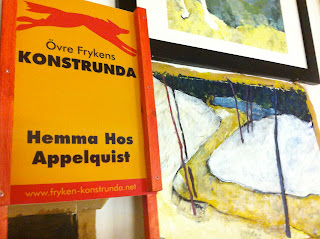 Övre Frykens
KONSTRUNDA
Hemma Hos
Appelquist
www.fryken-konstrunda.net